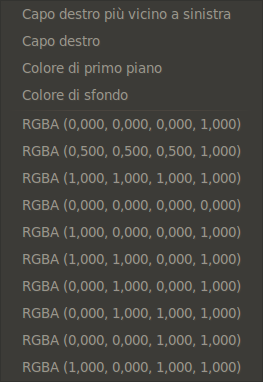 Capo destro più vicino a sinistra
Capo destro
Colore di primo piano
Colore di sfondo
RGBA (0,000, 0,000, 0,000, 1,000)
RGBA (0,500, 0,500, 0,500, 1,000)
RGBA (1,000, 1,000, 1,000, 1,000)
RGBA (0,000, 0,000, 0,000, 0,000)
RGBA (1,000, 0,000, 0,000, 1,000)
RGBA (1,000, 1,000, 0,000, 1,000)
RGBA (0,000, 1,000, 0,000, 1,000)
RGBA (0,000, 1,000, 1,000, 1,000)
RGBA (0,000, 0,000, 1,000, 1,000)
RGBA (1,000, 0,000, 1,000, 1,000)